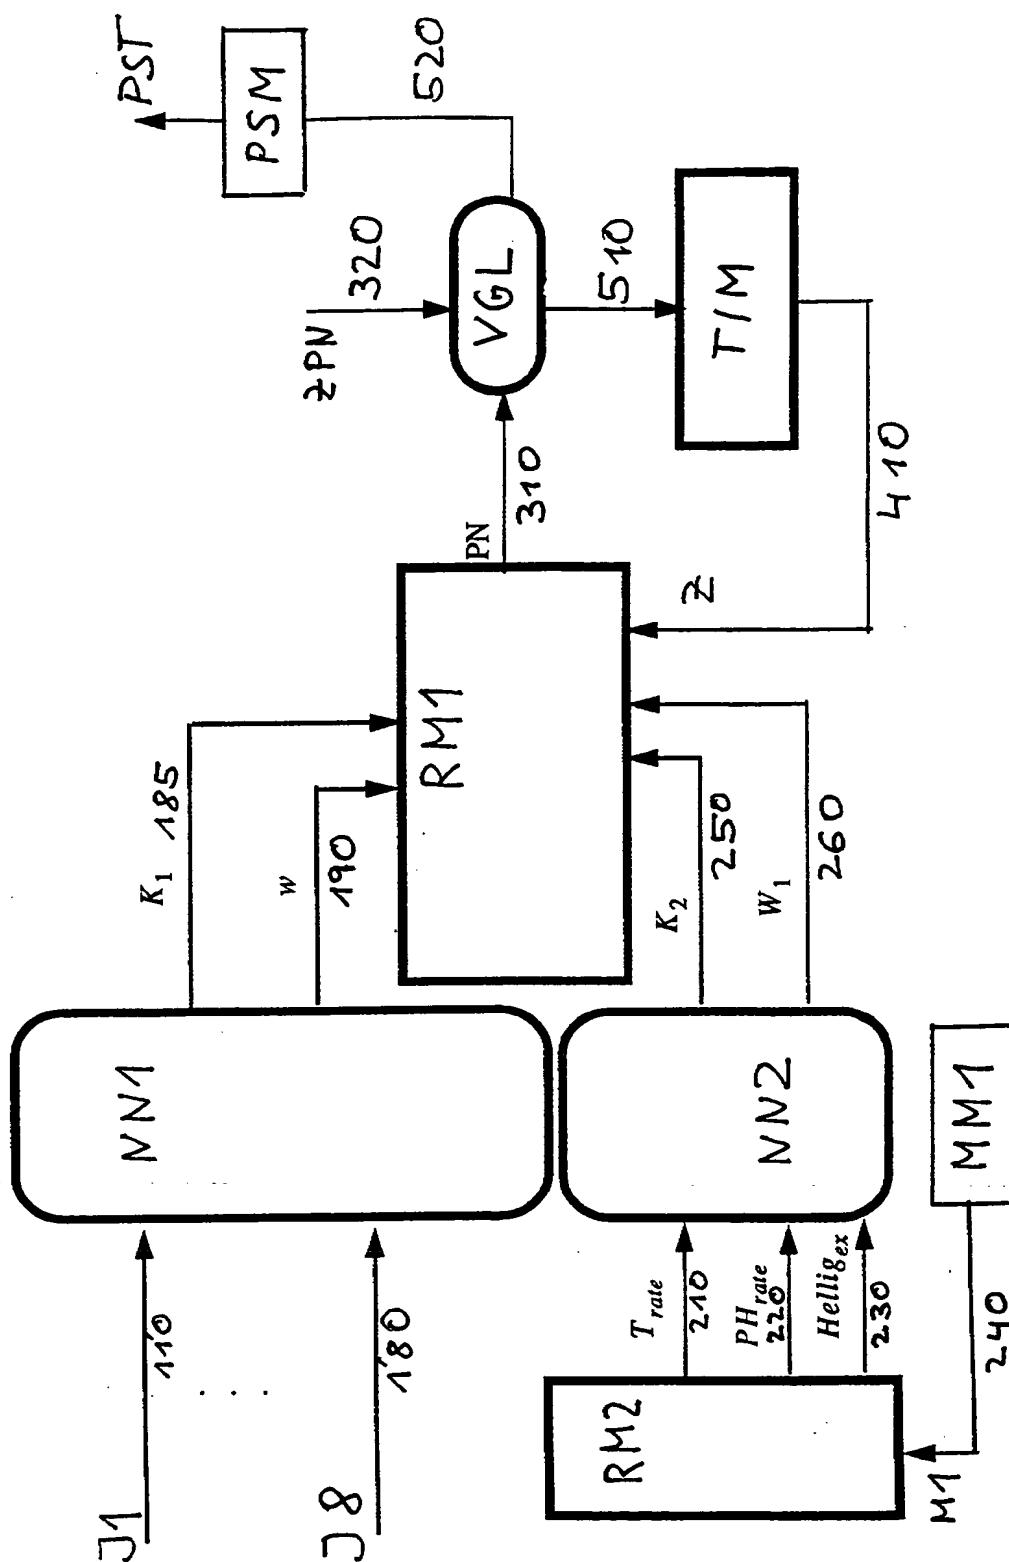 J1
110
. . . .
J8
180
NN1
K1 185
w
190
RM2
Trate
210
PHrate
220
Helligex
230
NN2
K2
250
W1
260
M1
240
MM1
RM1
PN
310
Z
410
ZPN
320
VGL
510
TIM
520
PSM
PST